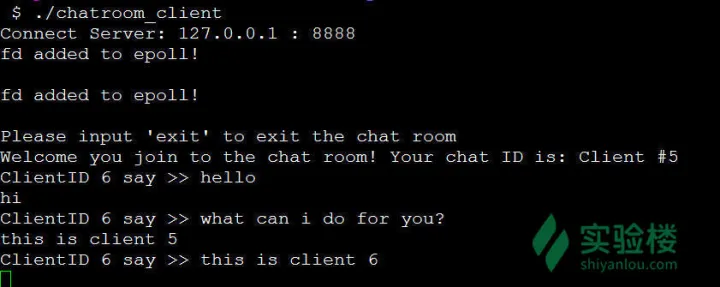 $ ./chatroom_client
Connect Server: 127.0.0.1 : 8888
fd added to epoll!
fd added to epoll!
Please input 'exit' to exit the chat room
Welcome you join to the chat room! Your chat ID is: Client #5
ClientID 6 say >> hello
hi
ClientID 6 say >> what can i do for you?
this is client 5
ClientID 6 say >> this is client 6
实验楼
shiyanlou.com